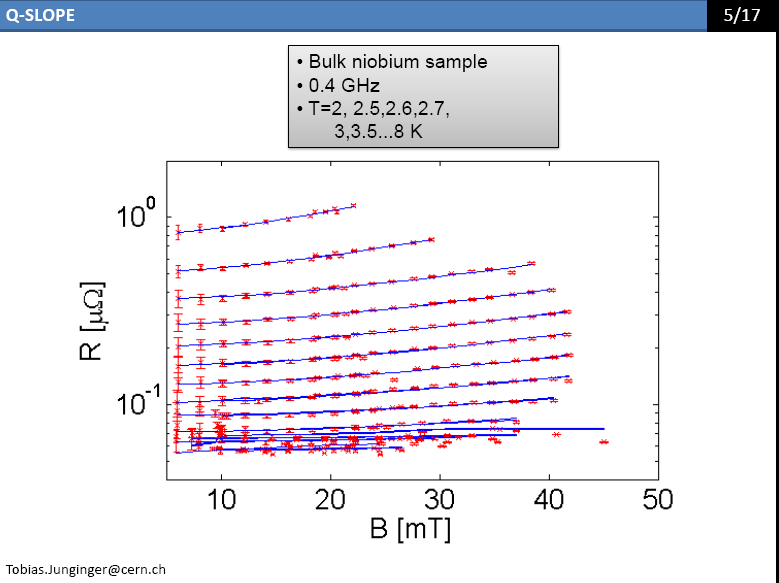 Q-SLOPE
5/17
• Bulk niobium sample
• 0.4 GHz
• T=2, 2.5,2.6,2.7,
3,3.5...8 K
10⁰
10⁻¹
R [μΩ]
10 20 30 40 50
B [mT]
Tobias.Junginger@cern.ch